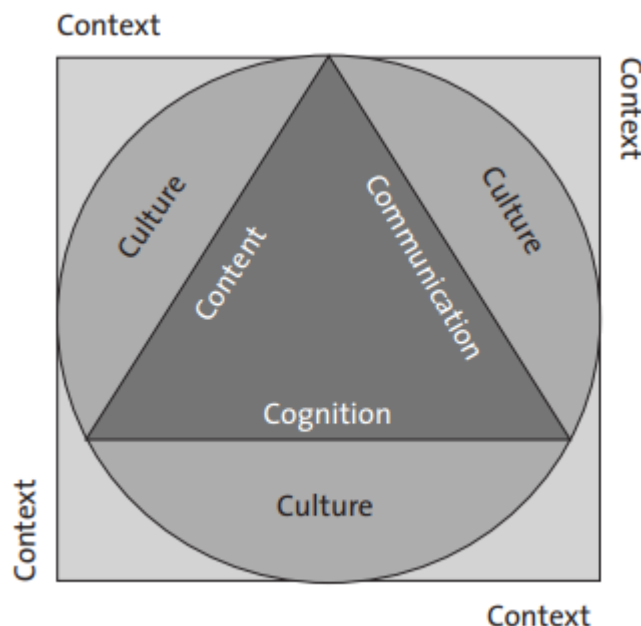 Context
Context
Culture
Culture
Content
Communication
Cognition
Culture
Context
Context